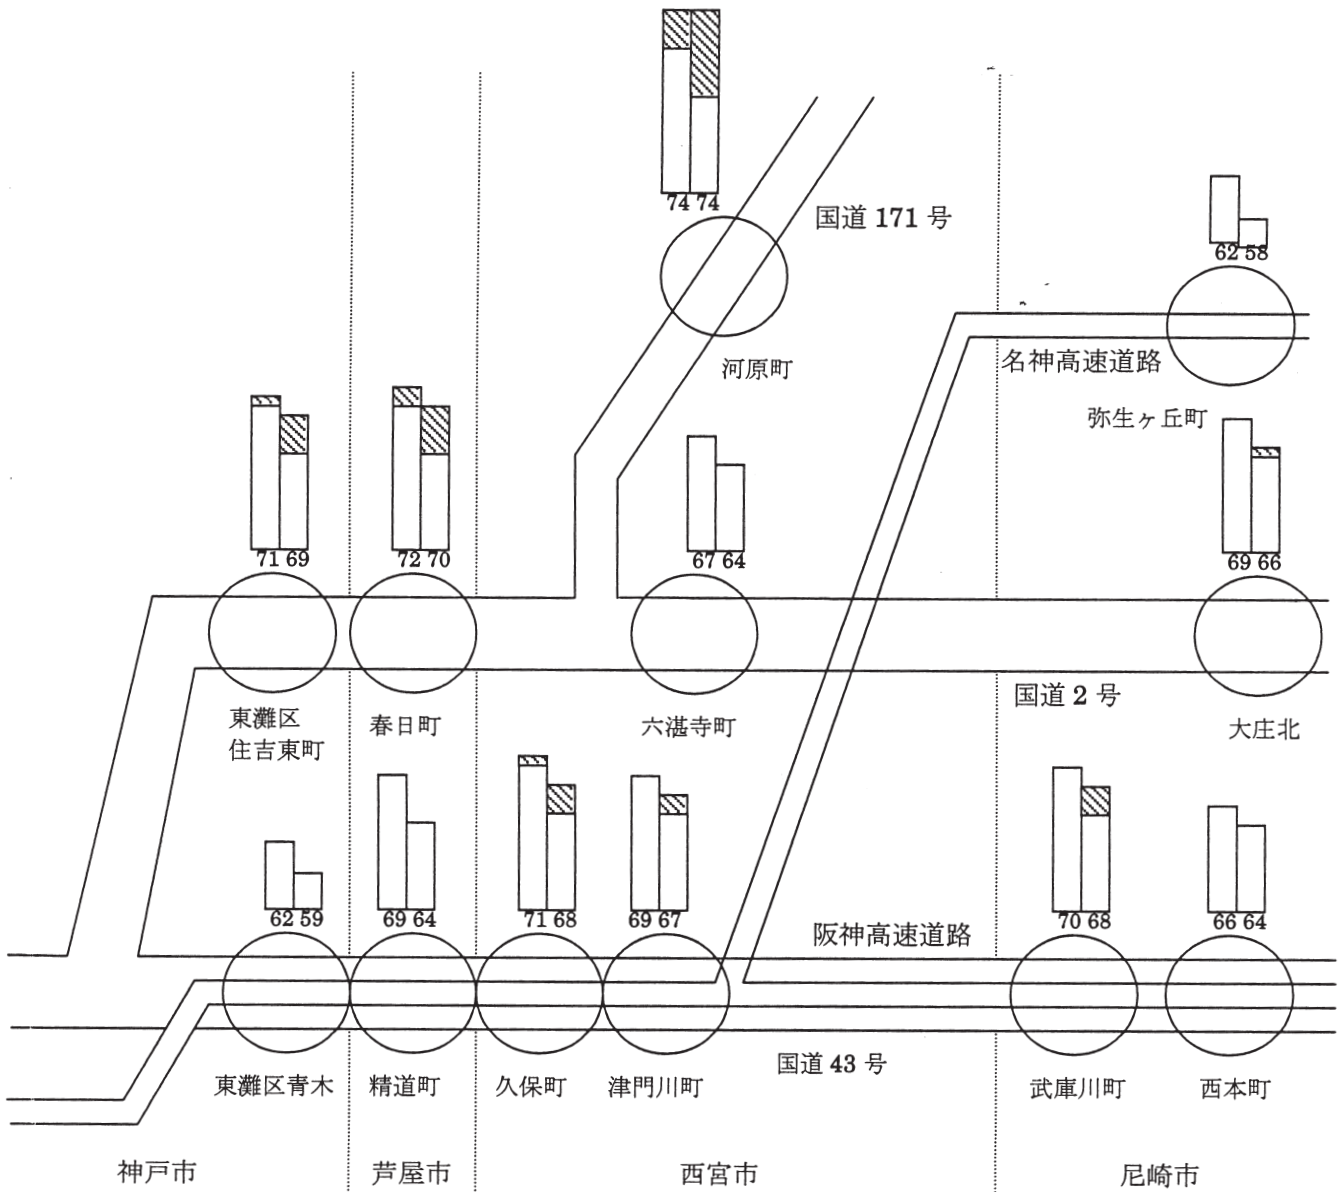 74 74
国道 171 号
62 58
河原町
名神高速道路
弥生ヶ丘町
71 69
72 70
67 64
69 66
東灘区
住吉東町
春日町
六湛寺町
国道 2 号
大庄北
62 59
69 64
71 68
69 67
70 68
66 64
阪神高速道路
国道 43 号
東灘区青木
精道町
久保町
津門川町
武庫川町
西本町
神戸市
芦屋市
西宮市
尼崎市